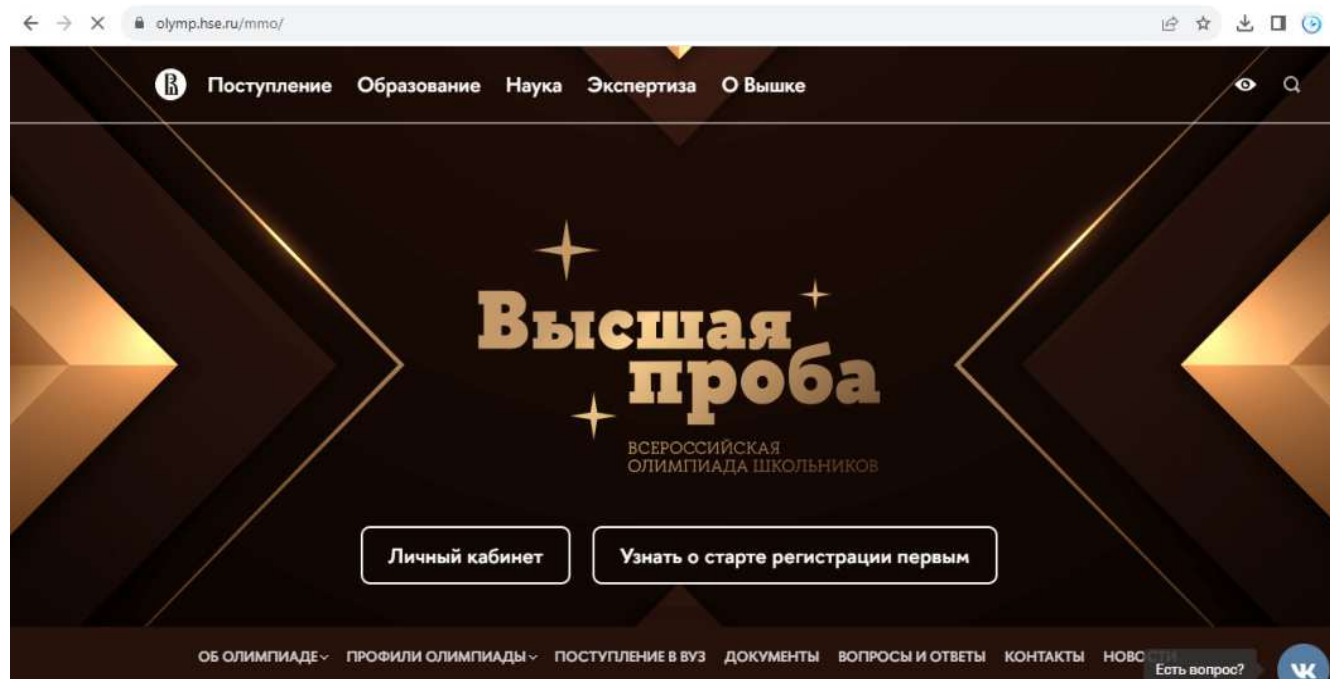 olymp.hse.ru/mmo/
Поступление Образование Наука Экспертиза О Вышке
Высшая
проба
ВСЕРОССИЙСКАЯ
ОЛИМПИАДА ШКОЛЬНИКОВ
Личный кабинет Узнать о старте регистрации первым
ОБ ОЛИМПИАДЕ ПРОФИЛИ ОЛИМПИАДЫ ПОСТУПЛЕНИЕ В ВУЗ ДОКУМЕНТЫ ВОПРОСЫ И ОТВЕТЫ КОНТАКТЫ НОВОСТИ
Есть вопрос?